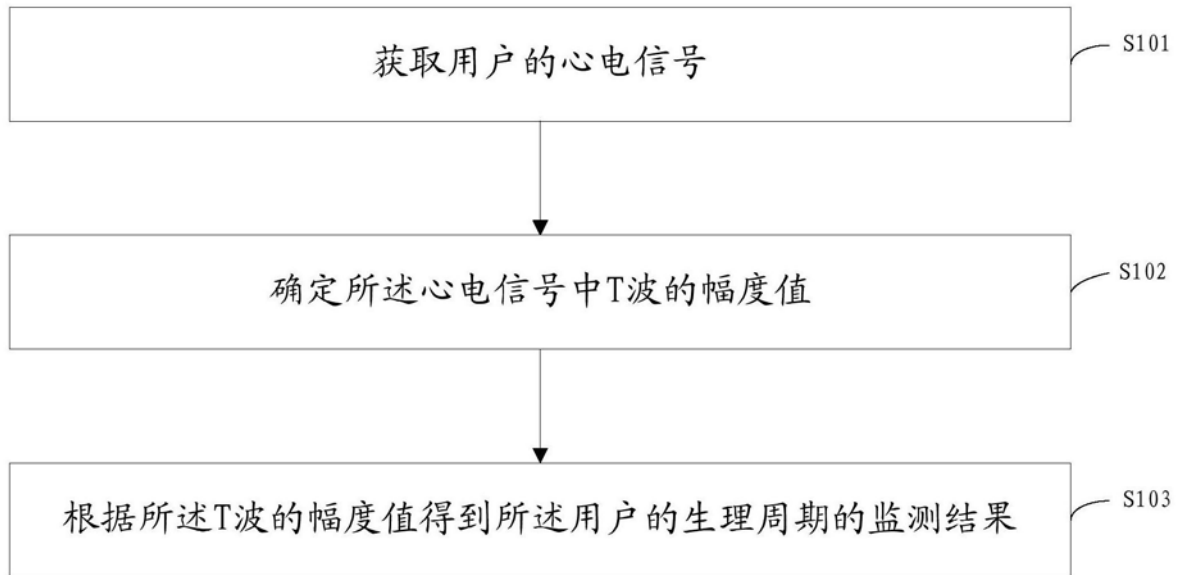 获取用户的心电信号
S101
确定所述心电信号中T波的幅度值
S102
根据所述T波的幅度值得到所述用户的生理周期的监测结果
S103